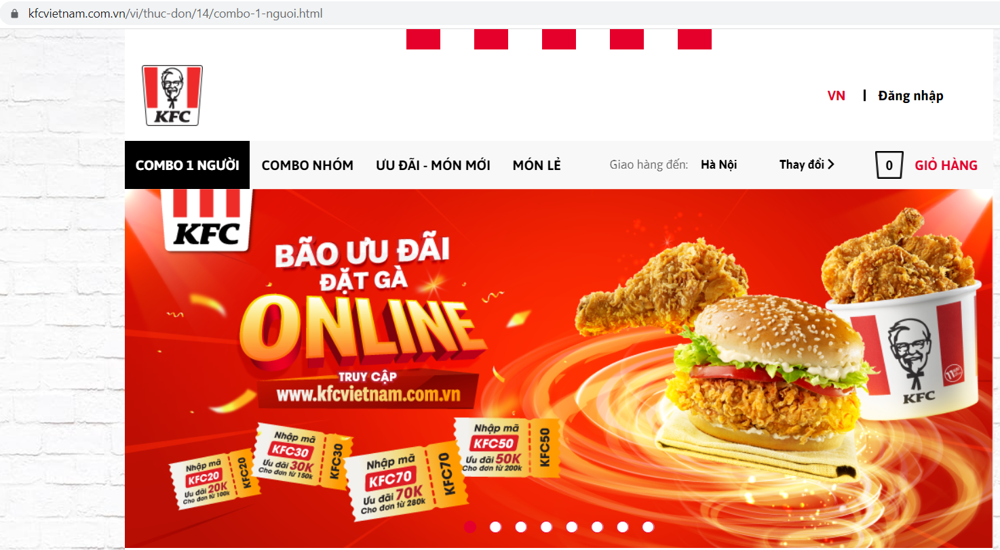 kfcvietnam.com.vn/vi/thuc-don/14/combo-1-nguoi.html
KFC
VN | Đăng nhập
COMBO 1 NGƯỜI COMBO NHÓM ƯU ĐÃI - MÓN MỚI MÓN LẺ Giao hàng đến: Hà Nội Thay đổi 0 GIỎ HÀNG
KFC
BÃO ƯU ĐÃI
ĐẶT GÀ
ONLINE
TRUY CẬP
www.kfcvietnam.com.vn
Nhập mã
KFC20
Ưu đãi 20K
Cho đơn từ 100k
KFC20
Nhập mã
KFC30
Ưu đãi 30K
Cho đơn từ 150k
KFC30
Nhập mã
KFC70
Ưu đãi 70K
Cho đơn từ 280k
KFC70
Nhập mã
KFC50
Ưu đãi 50K
Cho đơn từ 200k
KFC50
KFC